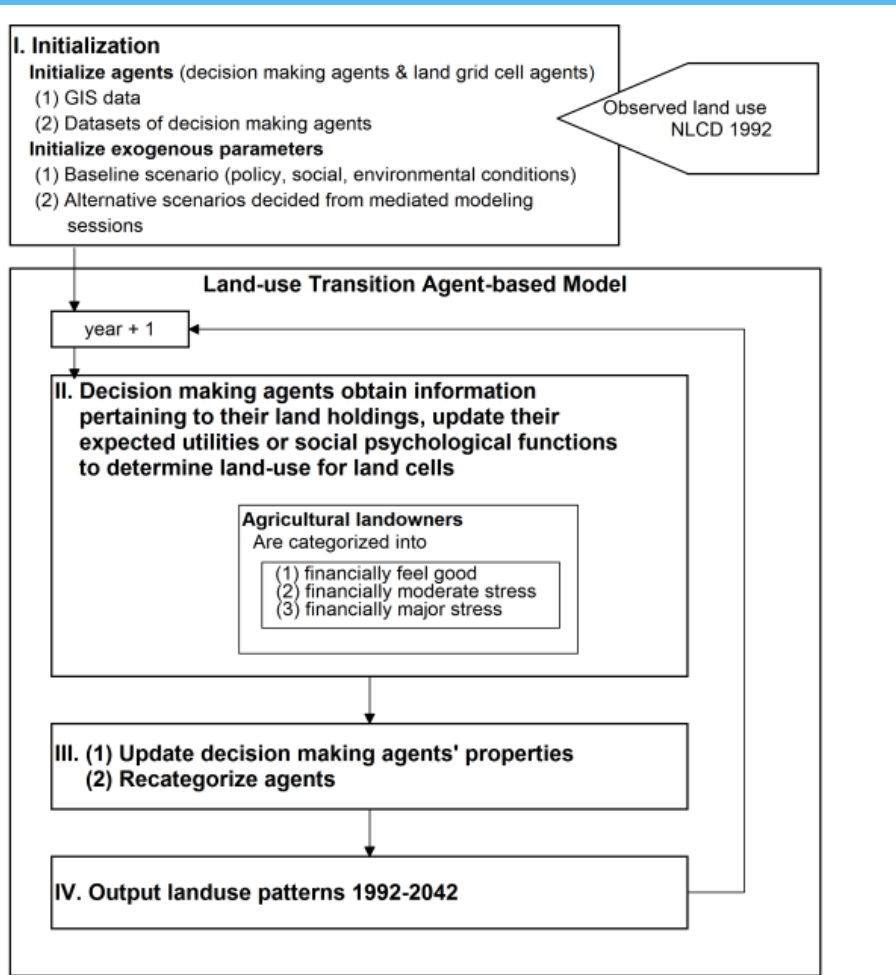 I. Initialization
Initialize agents (decision making agents & land grid cell agents)
(1) GIS data
(2) Datasets of decision making agents
Initialize exogenous parameters
(1) Baseline scenario (policy, social, environmental conditions)
(2) Alternative scenarios decided from mediated modeling
sessions
Observed land use
NLCD 1992
Land-use Transition Agent-based Model
year + 1
II. Decision making agents obtain information
pertaining to their land holdings, update their
expected utilities or social psychological functions
to determine land-use for land cells
Agricultural landowners
Are categorized into
(1) financially feel good
(2) financially moderate stress
(3) financially major stress
III. (1) Update decision making agents' properties
(2) Recategorize agents
IV. Output landuse patterns 1992-2042